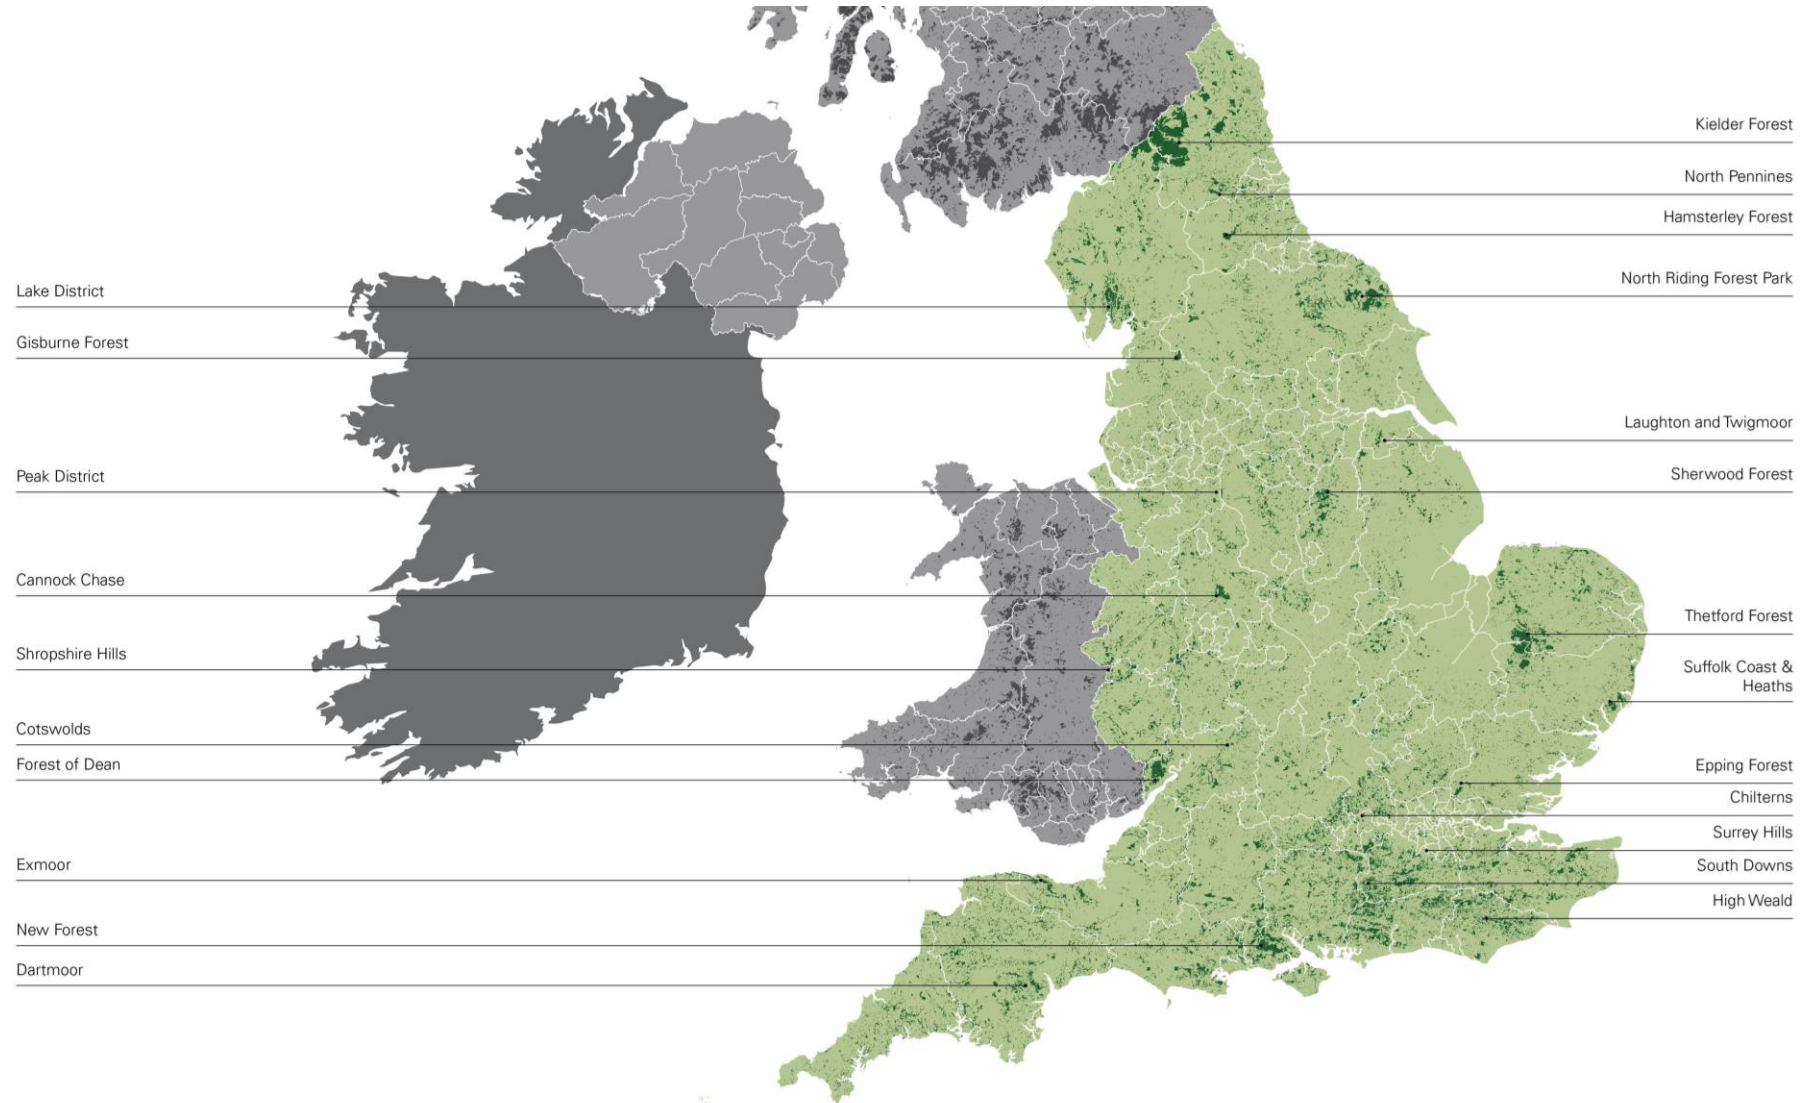 Kielder Forest
North Pennines
Hamsterley Forest
North Riding Forest Park
Lake District
Gisburne Forest
Laughton and Twigmoor
Sherwood Forest
Peak District
Cannock Chase
Thetford Forest
Shropshire Hills
Suffolk Coast &
Heaths
Cotswolds
Forest of Dean
Epping Forest
Chilterns
Surrey Hills
South Downs
Exmoor
High Weald
New Forest
Dartmoor